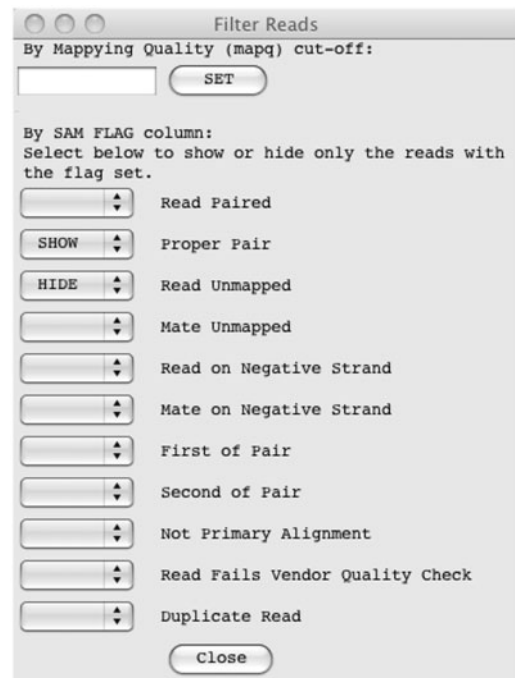 Filter Reads
By Mappying Quality (mapq) cut-off:
SET
By SAM FLAG column:
Select below to show or hide only the reads with
the flag set.
Read Paired
SHOW Proper Pair
HIDE Read Unmapped
Mate Unmapped
Read on Negative Strand
Mate on Negative Strand
First of Pair
Second of Pair
Not Primary Alignment
Read Fails Vendor Quality Check
Duplicate Read
Close